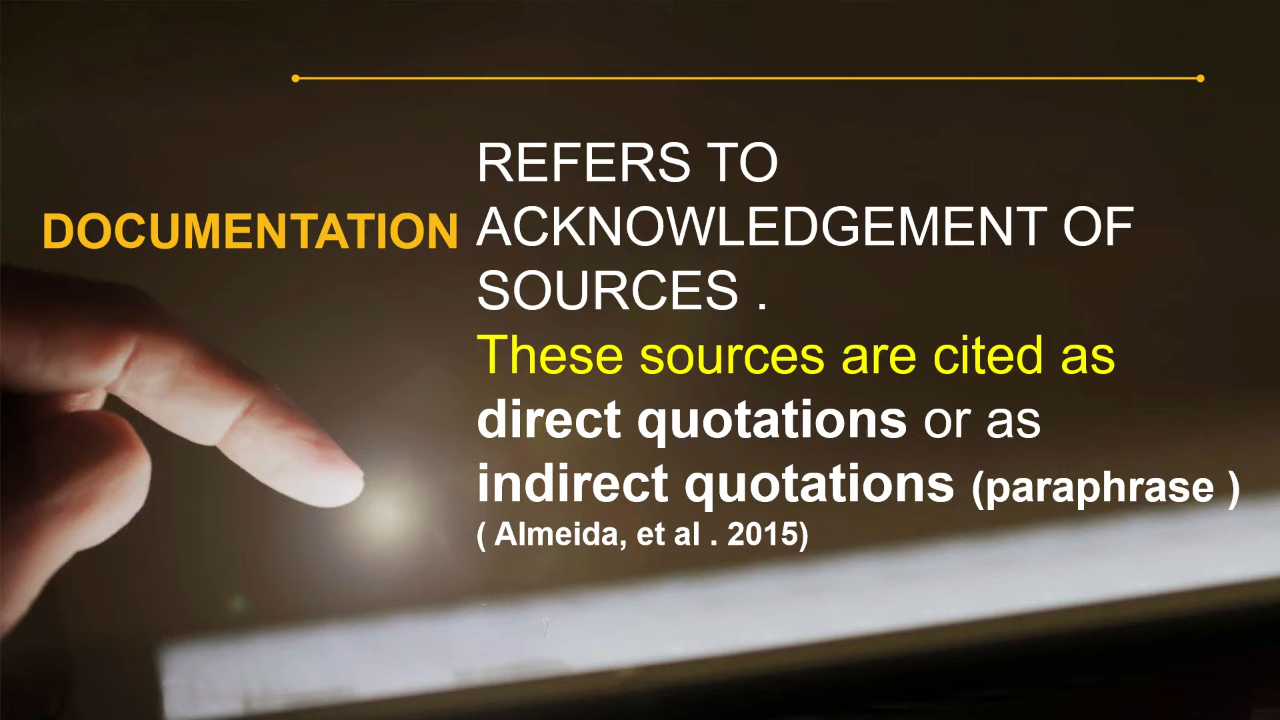 DOCUMENTATION
REFERS TO
ACKNOWLEDGEMENT OF
SOURCES .
These sources are cited as
direct quotations or as
indirect quotations (paraphrase )
( Almeida, et al . 2015)